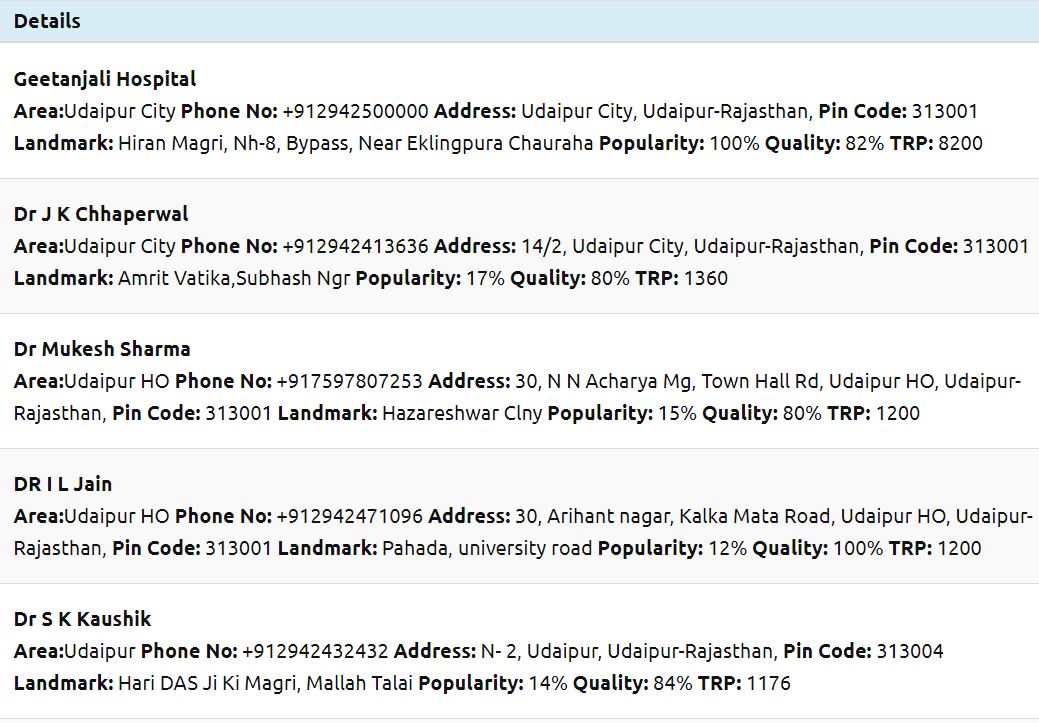 Details
Geetanjali Hospital
Area:Udaipur City Phone No: +912942500000 Address: Udaipur City, Udaipur-Rajasthan, Pin Code: 313001
Landmark: Hiran Magri, Nh-8, Bypass, Near Eklingpura Chauraha Popularity: 100% Quality: 82% TRP: 8200
Dr J K Chhaperwal
Area:Udaipur City Phone No: +912942413636 Address: 14/2, Udaipur City, Udaipur-Rajasthan, Pin Code: 313001
Landmark: Amrit Vatika,Subhash Ngr Popularity: 17% Quality: 80% TRP: 1360
Dr Mukesh Sharma
Area:Udaipur HO Phone No: +917597807253 Address: 30, N N Acharya Mg, Town Hall Rd, Udaipur HO, Udaipur-
Rajasthan, Pin Code: 313001 Landmark: Hazareshwar Clny Popularity: 15% Quality: 80% TRP: 1200
DR I L Jain
Area:Udaipur HO Phone No: +912942471096 Address: 30, Arihant nagar, Kalka Mata Road, Udaipur HO, Udaipur-
Rajasthan, Pin Code: 313001 Landmark: Pahada, university road Popularity: 12% Quality: 100% TRP: 1200
Dr S K Kaushik
Area:Udaipur Phone No: +912942432432 Address: N- 2, Udaipur, Udaipur-Rajasthan, Pin Code: 313004
Landmark: Hari DAS Ji Ki Magri, Mallah Talai Popularity: 14% Quality: 84% TRP: 1176